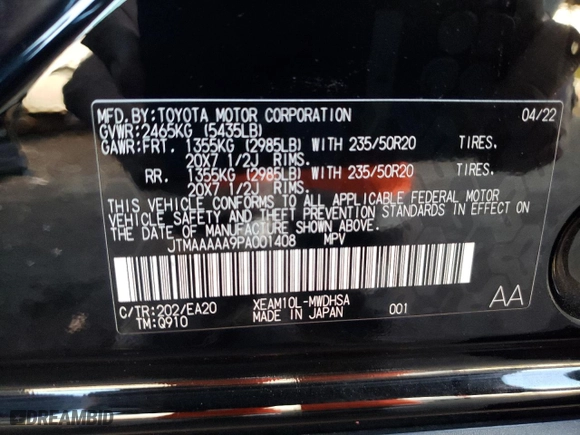 MFD.BY:TOYOTA MOTOR CORPORATION 04/22
GVWR:2465KG (5435LB)
GAWR:FRT. 1355KG (2985LB) WITH 235/50R20 TIRES.
20X7 1/2J RIMS.
RR. 1355KG (2985LB) WITH 235/50R20 TIRES.
20X7 1/2J RIMS.
THIS VEHICLE CONFORMS TO ALL APPLICABLE FEDERAL MOTOR
VEHICLE SAFETY AND THEFT PREVENTION STANDARDS IN EFFECT ON
THE DATE OF MANUFACTURE SHOWN ABOVE.
JTMAAAAA9PA001408 MPV
C/TR:202/EA20 XEAM10L-MWDHSA 001 AA
TM:Q910 MADE IN JAPAN
DREAMBID